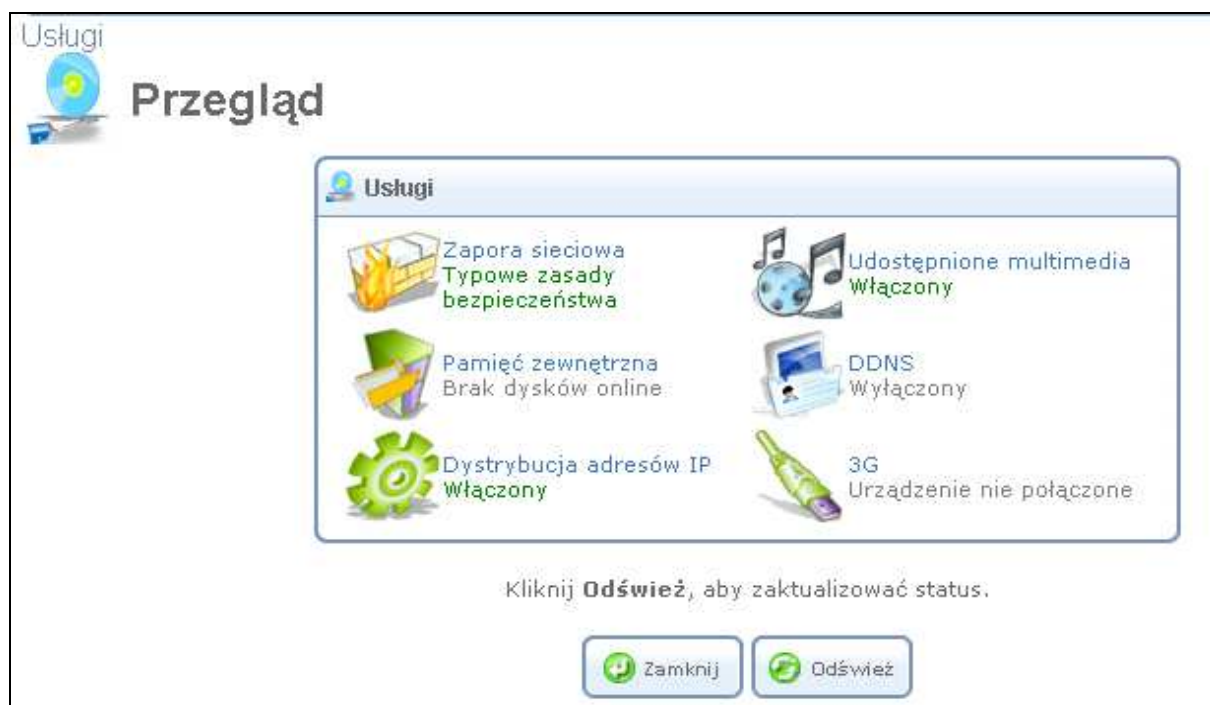 Usługi
Przegląd
Usługi
Zapora sieciowa
Typowe zasady
bezpieczeństwa
Udostępnione multimedia
Włączony
Pamięć zewnętrzna
Brak dysków online
DDNS
Wyłączony
Dystrybucja adresów IP
Włączony
3G
Urządzenie nie połączone
Kliknij Odśwież, aby zaktualizować status.
Zamknij
Odśwież